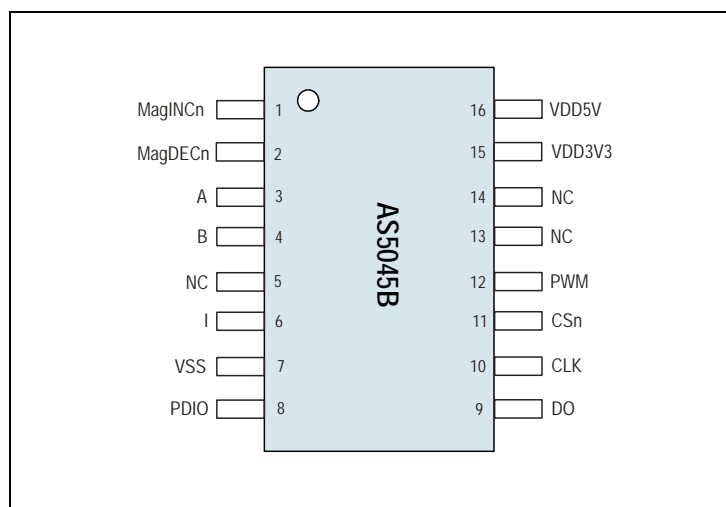 MagINCn 1 16 VDD5V
MagDECn 2 15 VDD3V3
A 3 14 NC
B 4 13 NC
AS5045B
NC 5 12 PWM
I 6 11 CSn
VSS 7 10 CLK
PDIO 8 9 DO